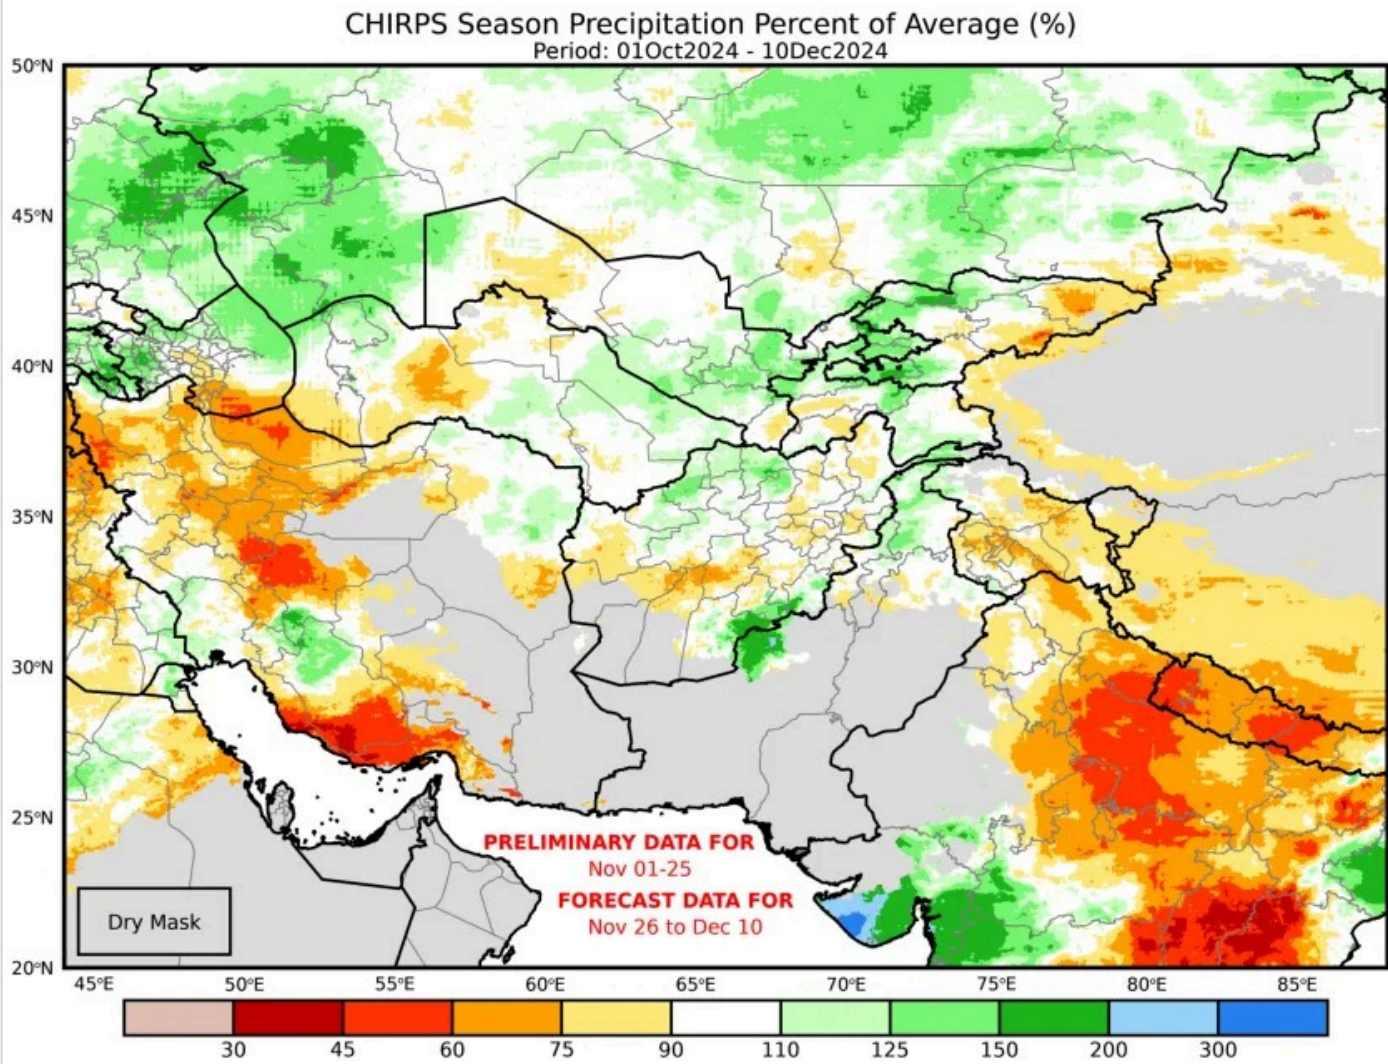 CHIRPS Season Precipitation Percent of Average (%)
Period: 01Oct2024 - 10Dec2024
50°N
45°N
40°N
35°N
30°N
25°N
20°N
PRELIMINARY DATA FOR
Nov 01-25
FORECAST DATA FOR
Nov 26 to Dec 10
Dry Mask
45°E 50°E 55°E 60°E 65°E 70°E 75°E 80°E 85°E
30 45 60 75 90 110 125 150 200 300